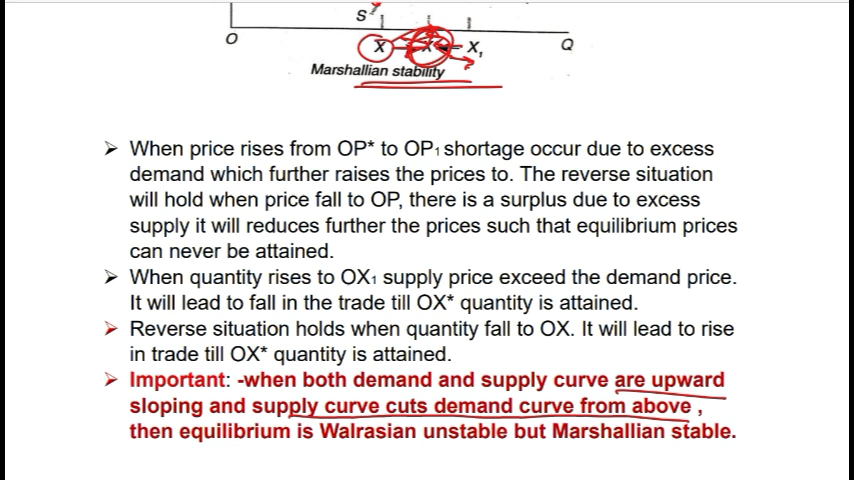 S
O
X X X₁ Q
Marshallian stability
➢ When price rises from OP* to OP₁ shortage occur due to excess
demand which further raises the prices to. The reverse situation
will hold when price fall to OP, there is a surplus due to excess
supply it will reduces further the prices such that equilibrium prices
can never be attained.
➢ When quantity rises to OX₁ supply price exceed the demand price.
It will lead to fall in the trade till OX* quantity is attained.
➢ Reverse situation holds when quantity fall to OX. It will lead to rise
in trade till OX* quantity is attained.
➢ Important: -when both demand and supply curve are upward
sloping and supply curve cuts demand curve from above ,
then equilibrium is Walrasian unstable but Marshallian stable.